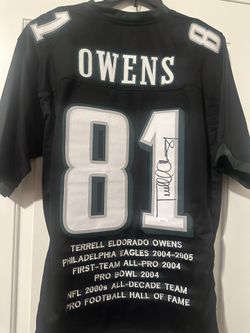 81
81
OWENS
81
TERRELL ELDORADO OWENS
PHILADELPHIA EAGLES 2004-2005
FIRST-TEAM ALL-PRO 2004
PRO BOWL 2004
NFL 2000s ALL-DECADE TEAM
PRO FOOTBALL HALL OF FAME